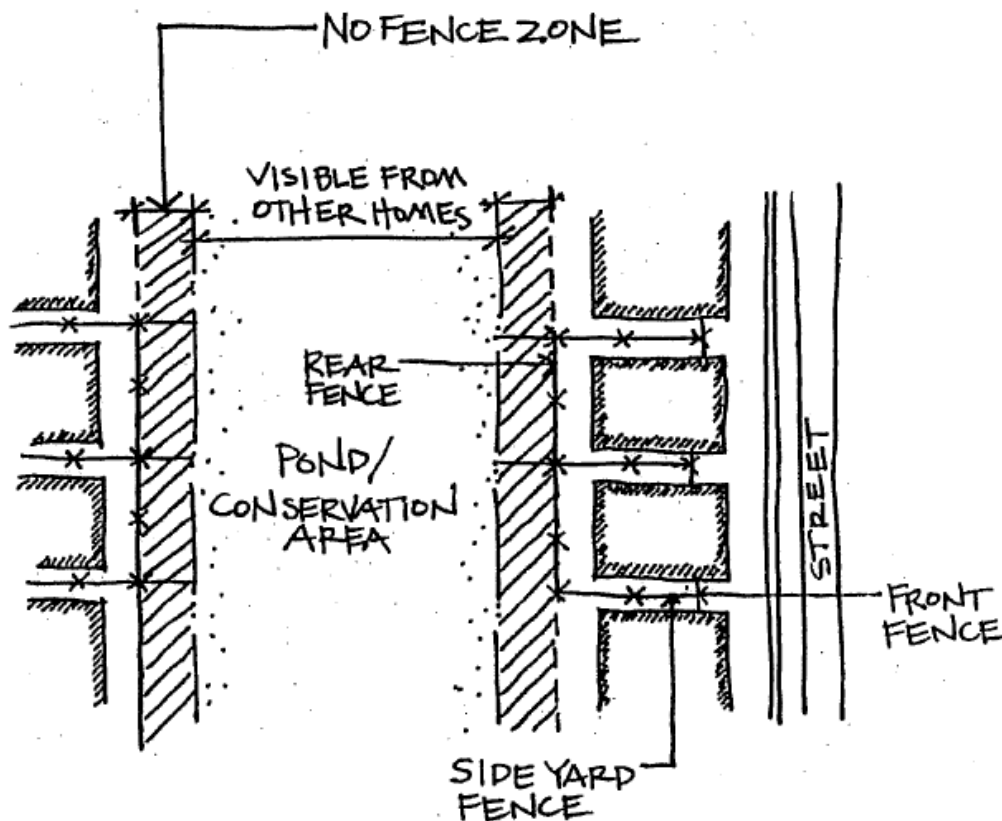 NO FENCE ZONE
VISIBLE FROM
OTHER HOMES
REAR
FENCE
POND/
CONSERVATION
AREA
STREET
FRONT
FENCE
SIDE YARD
FENCE